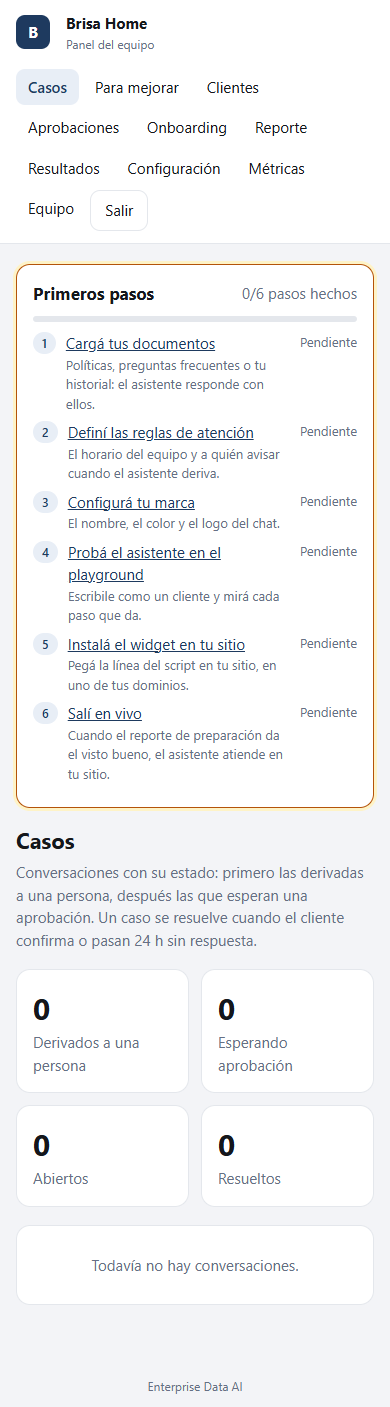 B
Brisa Home
Panel del equipo
Casos
Para mejorar
Clientes
Aprobaciones
Onboarding
Reporte
Resultados
Configuración
Métricas
Equipo
Salir
Primeros pasos
0/6 pasos hechos
1
Cargá tus documentos
Pendiente
Políticas, preguntas frecuentes o tu
historial: el asistente responde con
ellos.
2
Definí las reglas de atención
Pendiente
El horario del equipo y a quién avisar
cuando el asistente deriva.
3
Configurá tu marca
Pendiente
El nombre, el color y el logo del chat.
4
Probá el asistente en el
playground
Pendiente
Escribile como un cliente y mirá cada
paso que da.
5
Instalá el widget en tu sitio
Pendiente
Pegá la línea del script en tu sitio, en
uno de tus dominios.
6
Salí en vivo
Pendiente
Cuando el reporte de preparación da
el visto bueno, el asistente atiende en
tu sitio.
Casos
Conversaciones con su estado: primero las derivadas
a una persona, después las que esperan una
aprobación. Un caso se resuelve cuando el cliente
confirma o pasan 24 h sin respuesta.
0
Derivados a una
persona
0
Esperando
aprobación
0
Abiertos
0
Resueltos
Todavía no hay conversaciones.
Enterprise Data AI